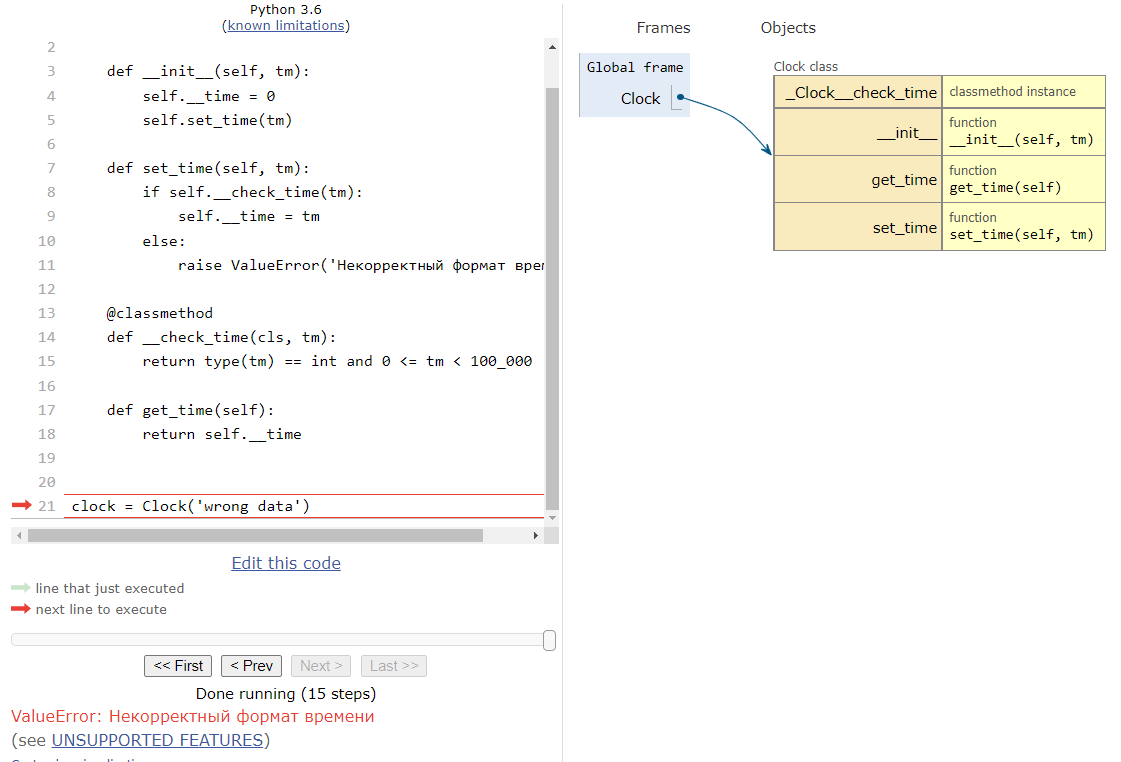 Python 3.6
(known limitations)
2
3 def __init__(self, tm):
4 self.__time = 0
5 self.set_time(tm)
6
7 def set_time(self, tm):
8 if self.__check_time(tm):
9 self.__time = tm
10 else:
11 raise ValueError('Некорректный формат
12
13 @classmethod
14 def __check_time(cls, tm):
15 return type(tm) == int and 0 <= tm < 100_000
16
17 def get_time(self):
18 return self.__time
19
20
21 clock = Clock('wrong data')
Edit this code
line that just executed
next line to execute
<< First < Prev Next > Last >>
Done running (15 steps)
ValueError: Некорректный формат времени
(see UNSUPPORTED FEATURES)
Frames Objects
Global frame
Clock
Clock class
_Clock__check_time classmethod instance
__init__ function
__init__(self, tm)
get_time function
get_time(self)
set_time function
set_time(self, tm)